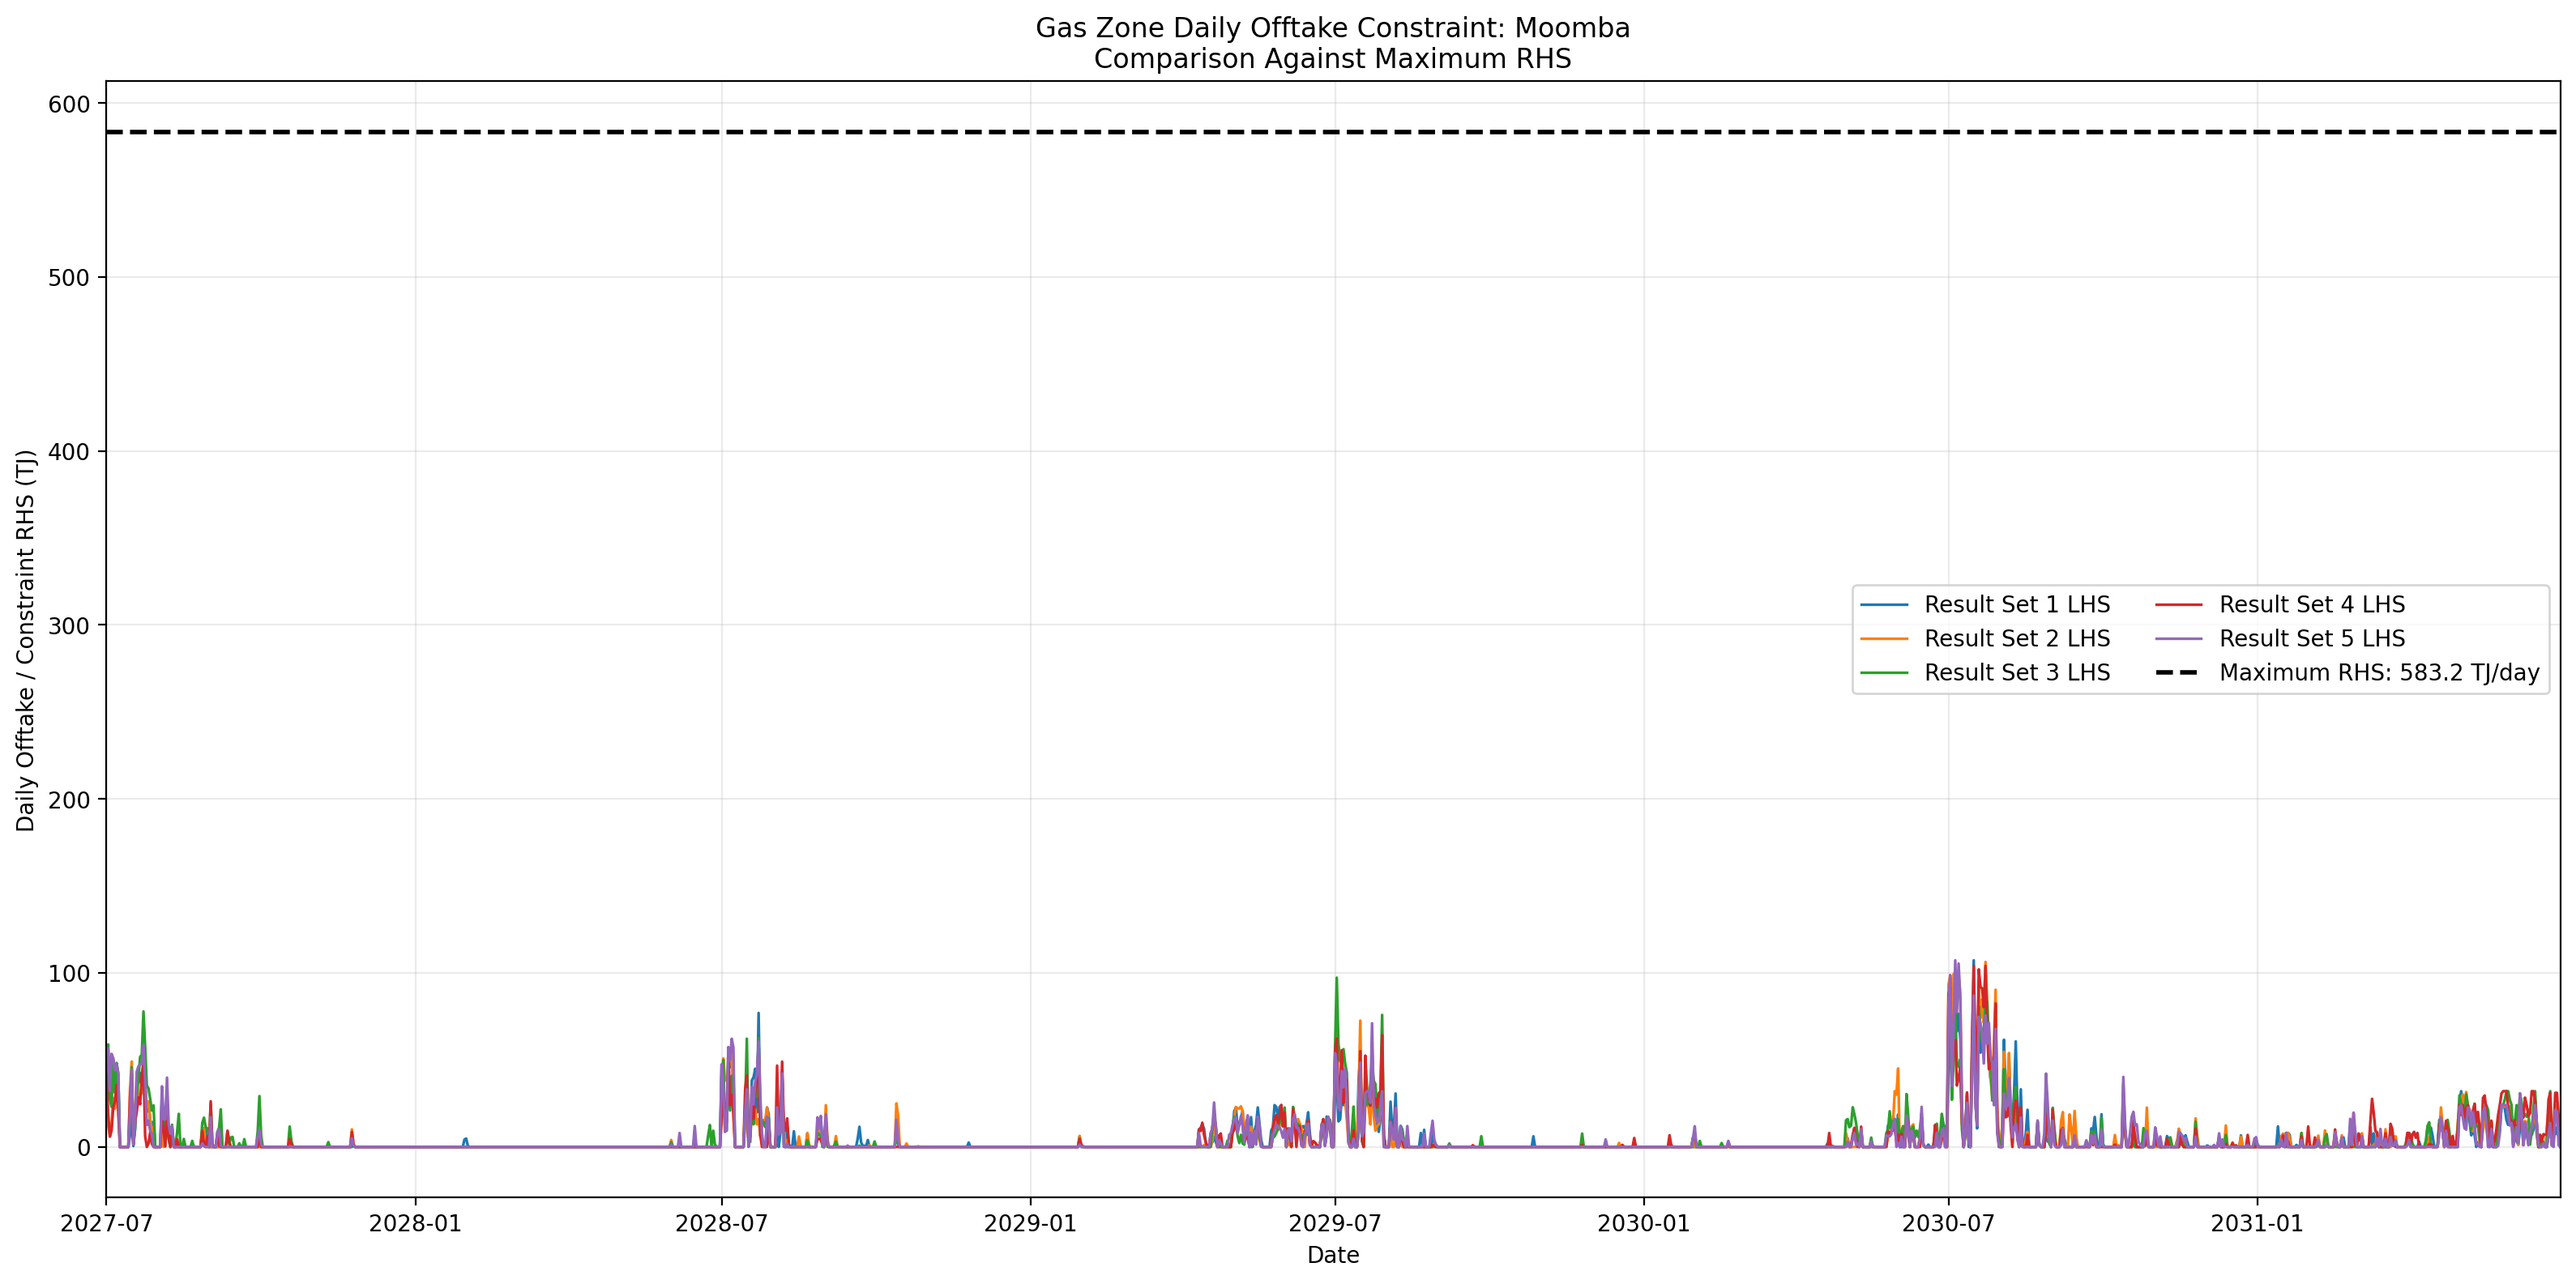 Gas Zone Daily Offtake Constraint: Moomba
Comparison Against Maximum RHS
Daily Offtake / Constraint RHS (TJ)
600
500
400
300
200
100
0
Result Set 1 LHS
Result Set 2 LHS
Result Set 3 LHS
Result Set 4 LHS
Result Set 5 LHS
Maximum RHS: 583.2 TJ/day
2027-07
2028-01
2028-07
2029-01
2029-07
2030-01
2030-07
2031-01
Date